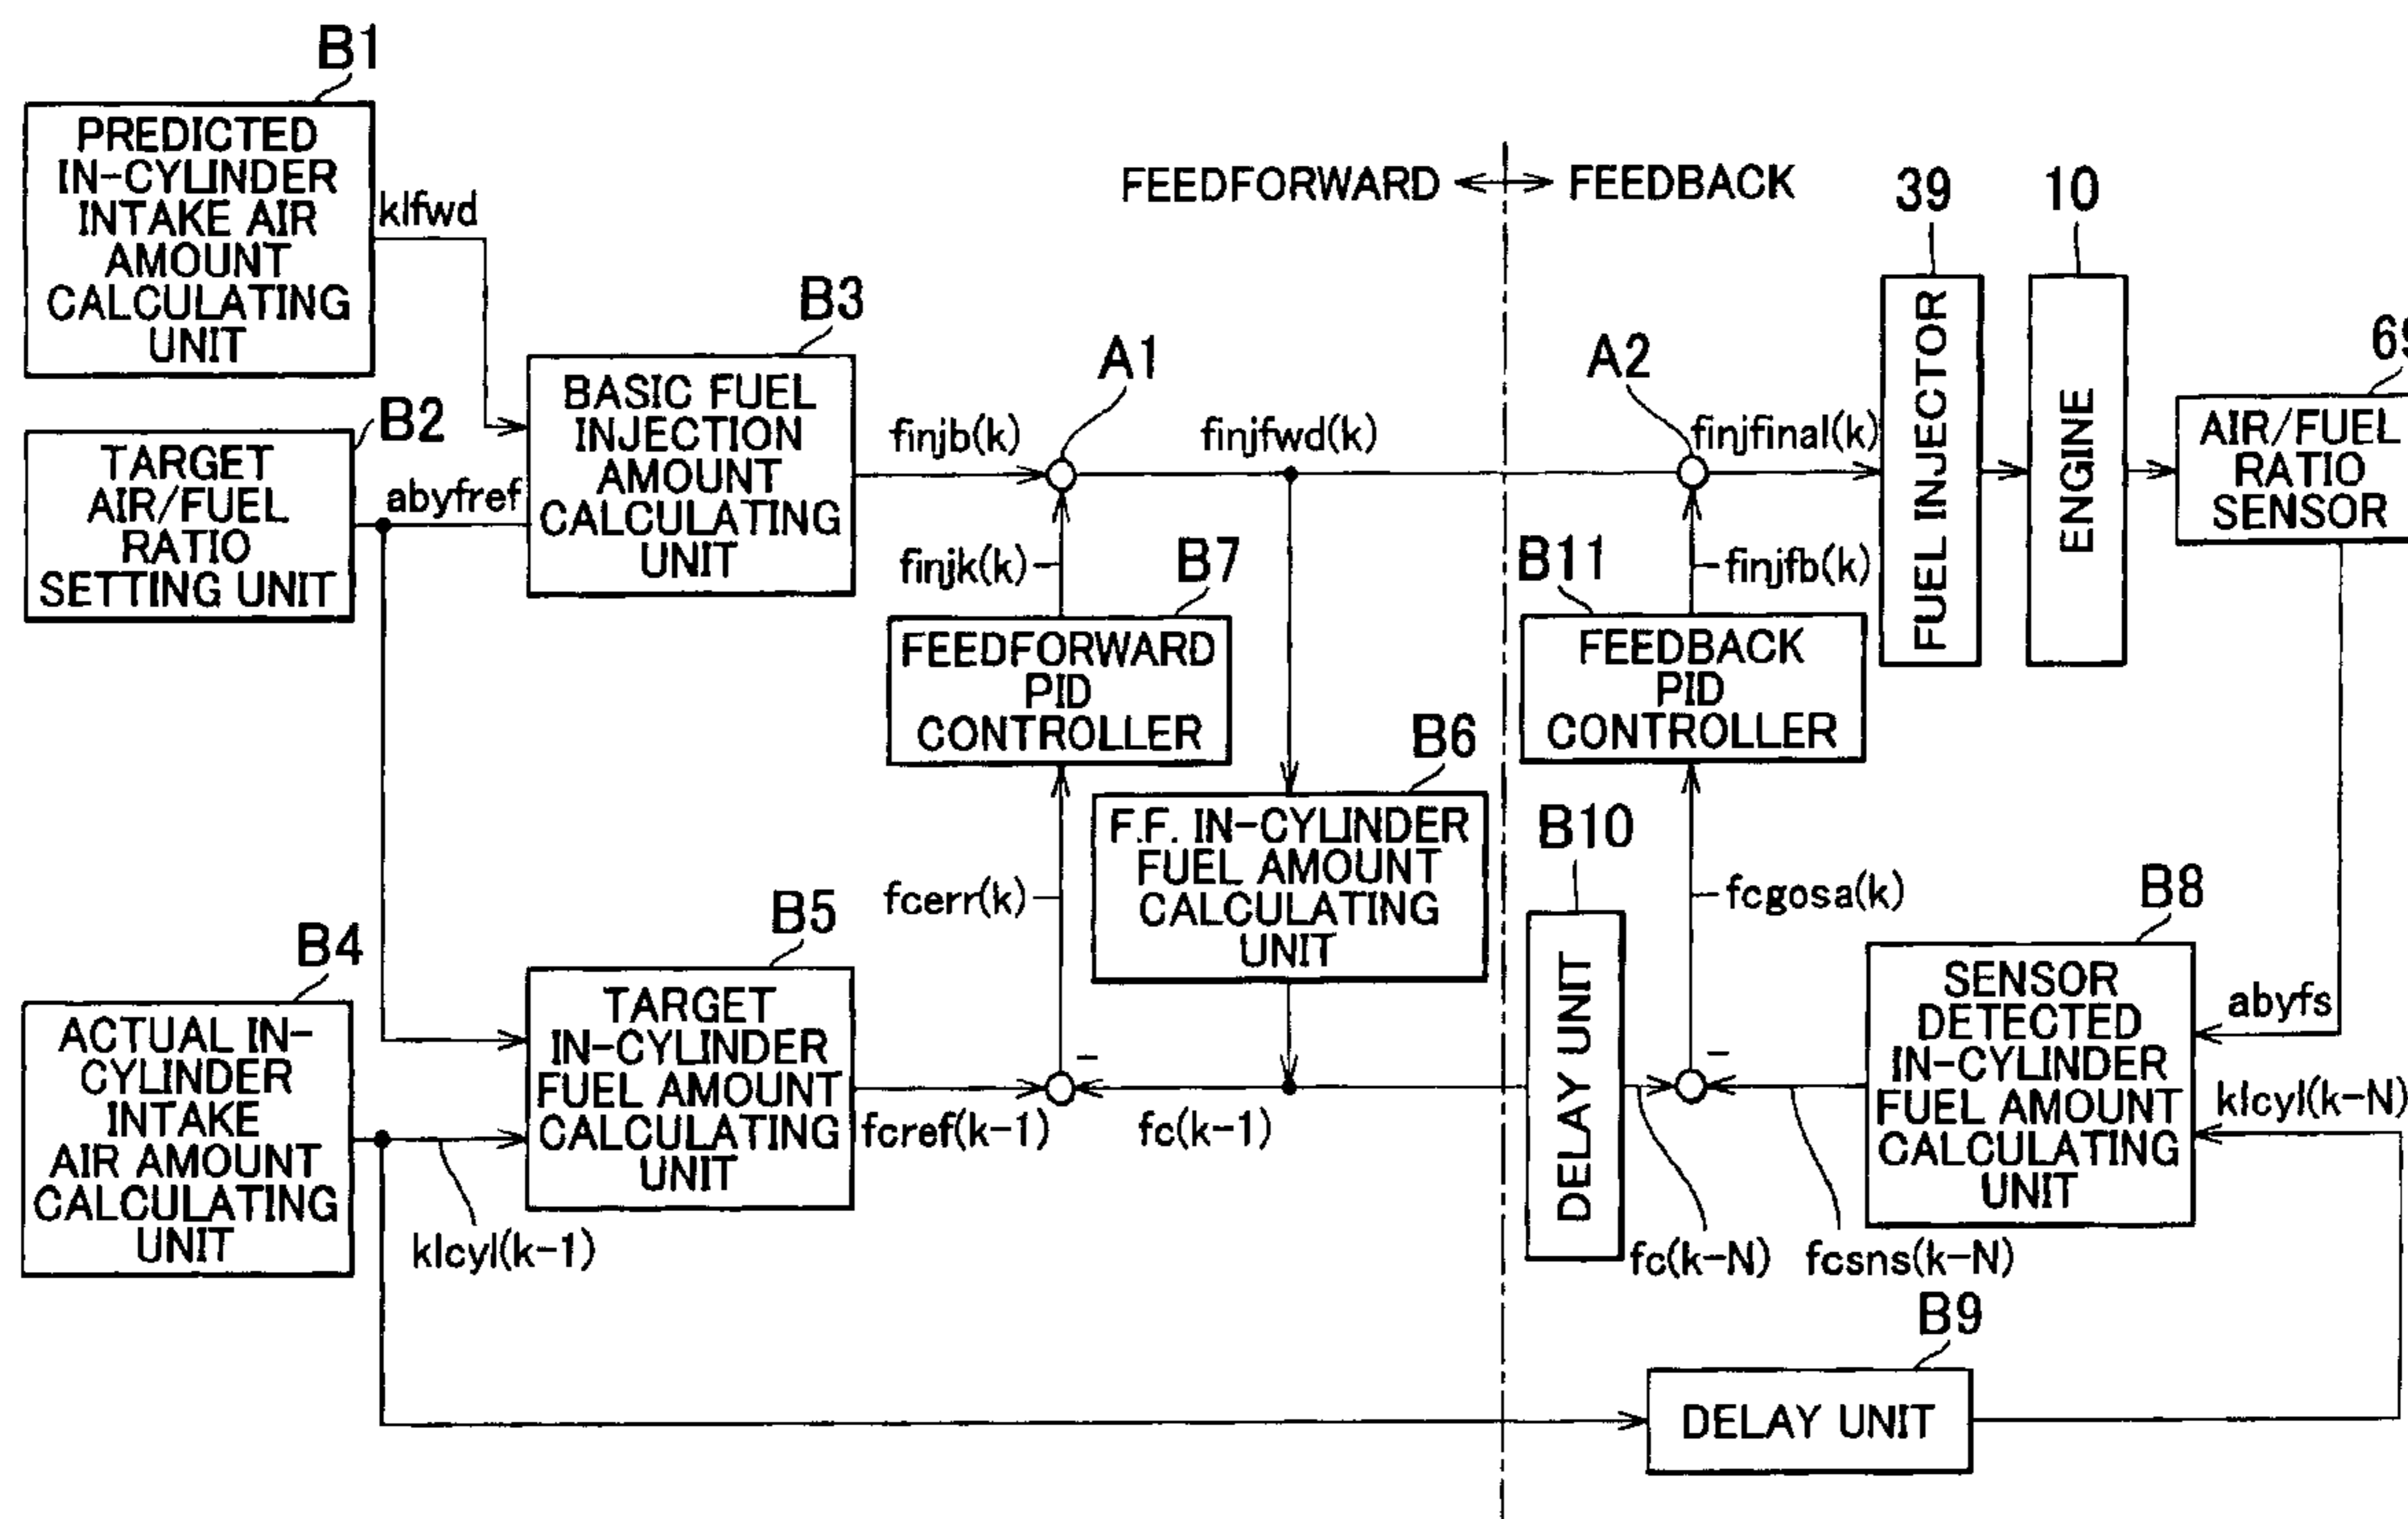 B1
PREDICTED
IN-CYLINDER
INTAKE AIR
AMOUNT
CALCULATING
UNIT
klfwd
FEEDFORWARD
FEEDBACK
39
10
B2
TARGET
AIR/FUEL
RATIO
SETTING UNIT
abyfref
B3
BASIC FUEL
INJECTION
AMOUNT
CALCULATING
UNIT
finjb(k)
A1
finjfwd(k)
A2
finjfinal(k)
FUEL INJECTOR
ENGINE
AIR/FUEL
RATIO
SENSOR
finjk(k)
B7
FEEDFORWARD
PID
CONTROLLER
B11
finjfb(k)
FEEDBACK
PID
CONTROLLER
B6
F.F. IN-CYLINDER
FUEL AMOUNT
CALCULATING
UNIT
fcerr(k)
B10
DELAY UNIT
fcgosa(k)
B8
SENSOR
DETECTED
IN-CYLINDER
FUEL AMOUNT
CALCULATING
UNIT
abyfs
klcyl(k-N)
B4
ACTUAL IN-
CYLINDER
INTAKE
AIR AMOUNT
CALCULATING
UNIT
klcyl(k-1)
B5
TARGET
IN-CYLINDER
FUEL AMOUNT
CALCULATING
UNIT
fcref(k-1)
-
fc(k-1)
-
fc(k-N)
fcsns(k-N)
B9
DELAY UNIT